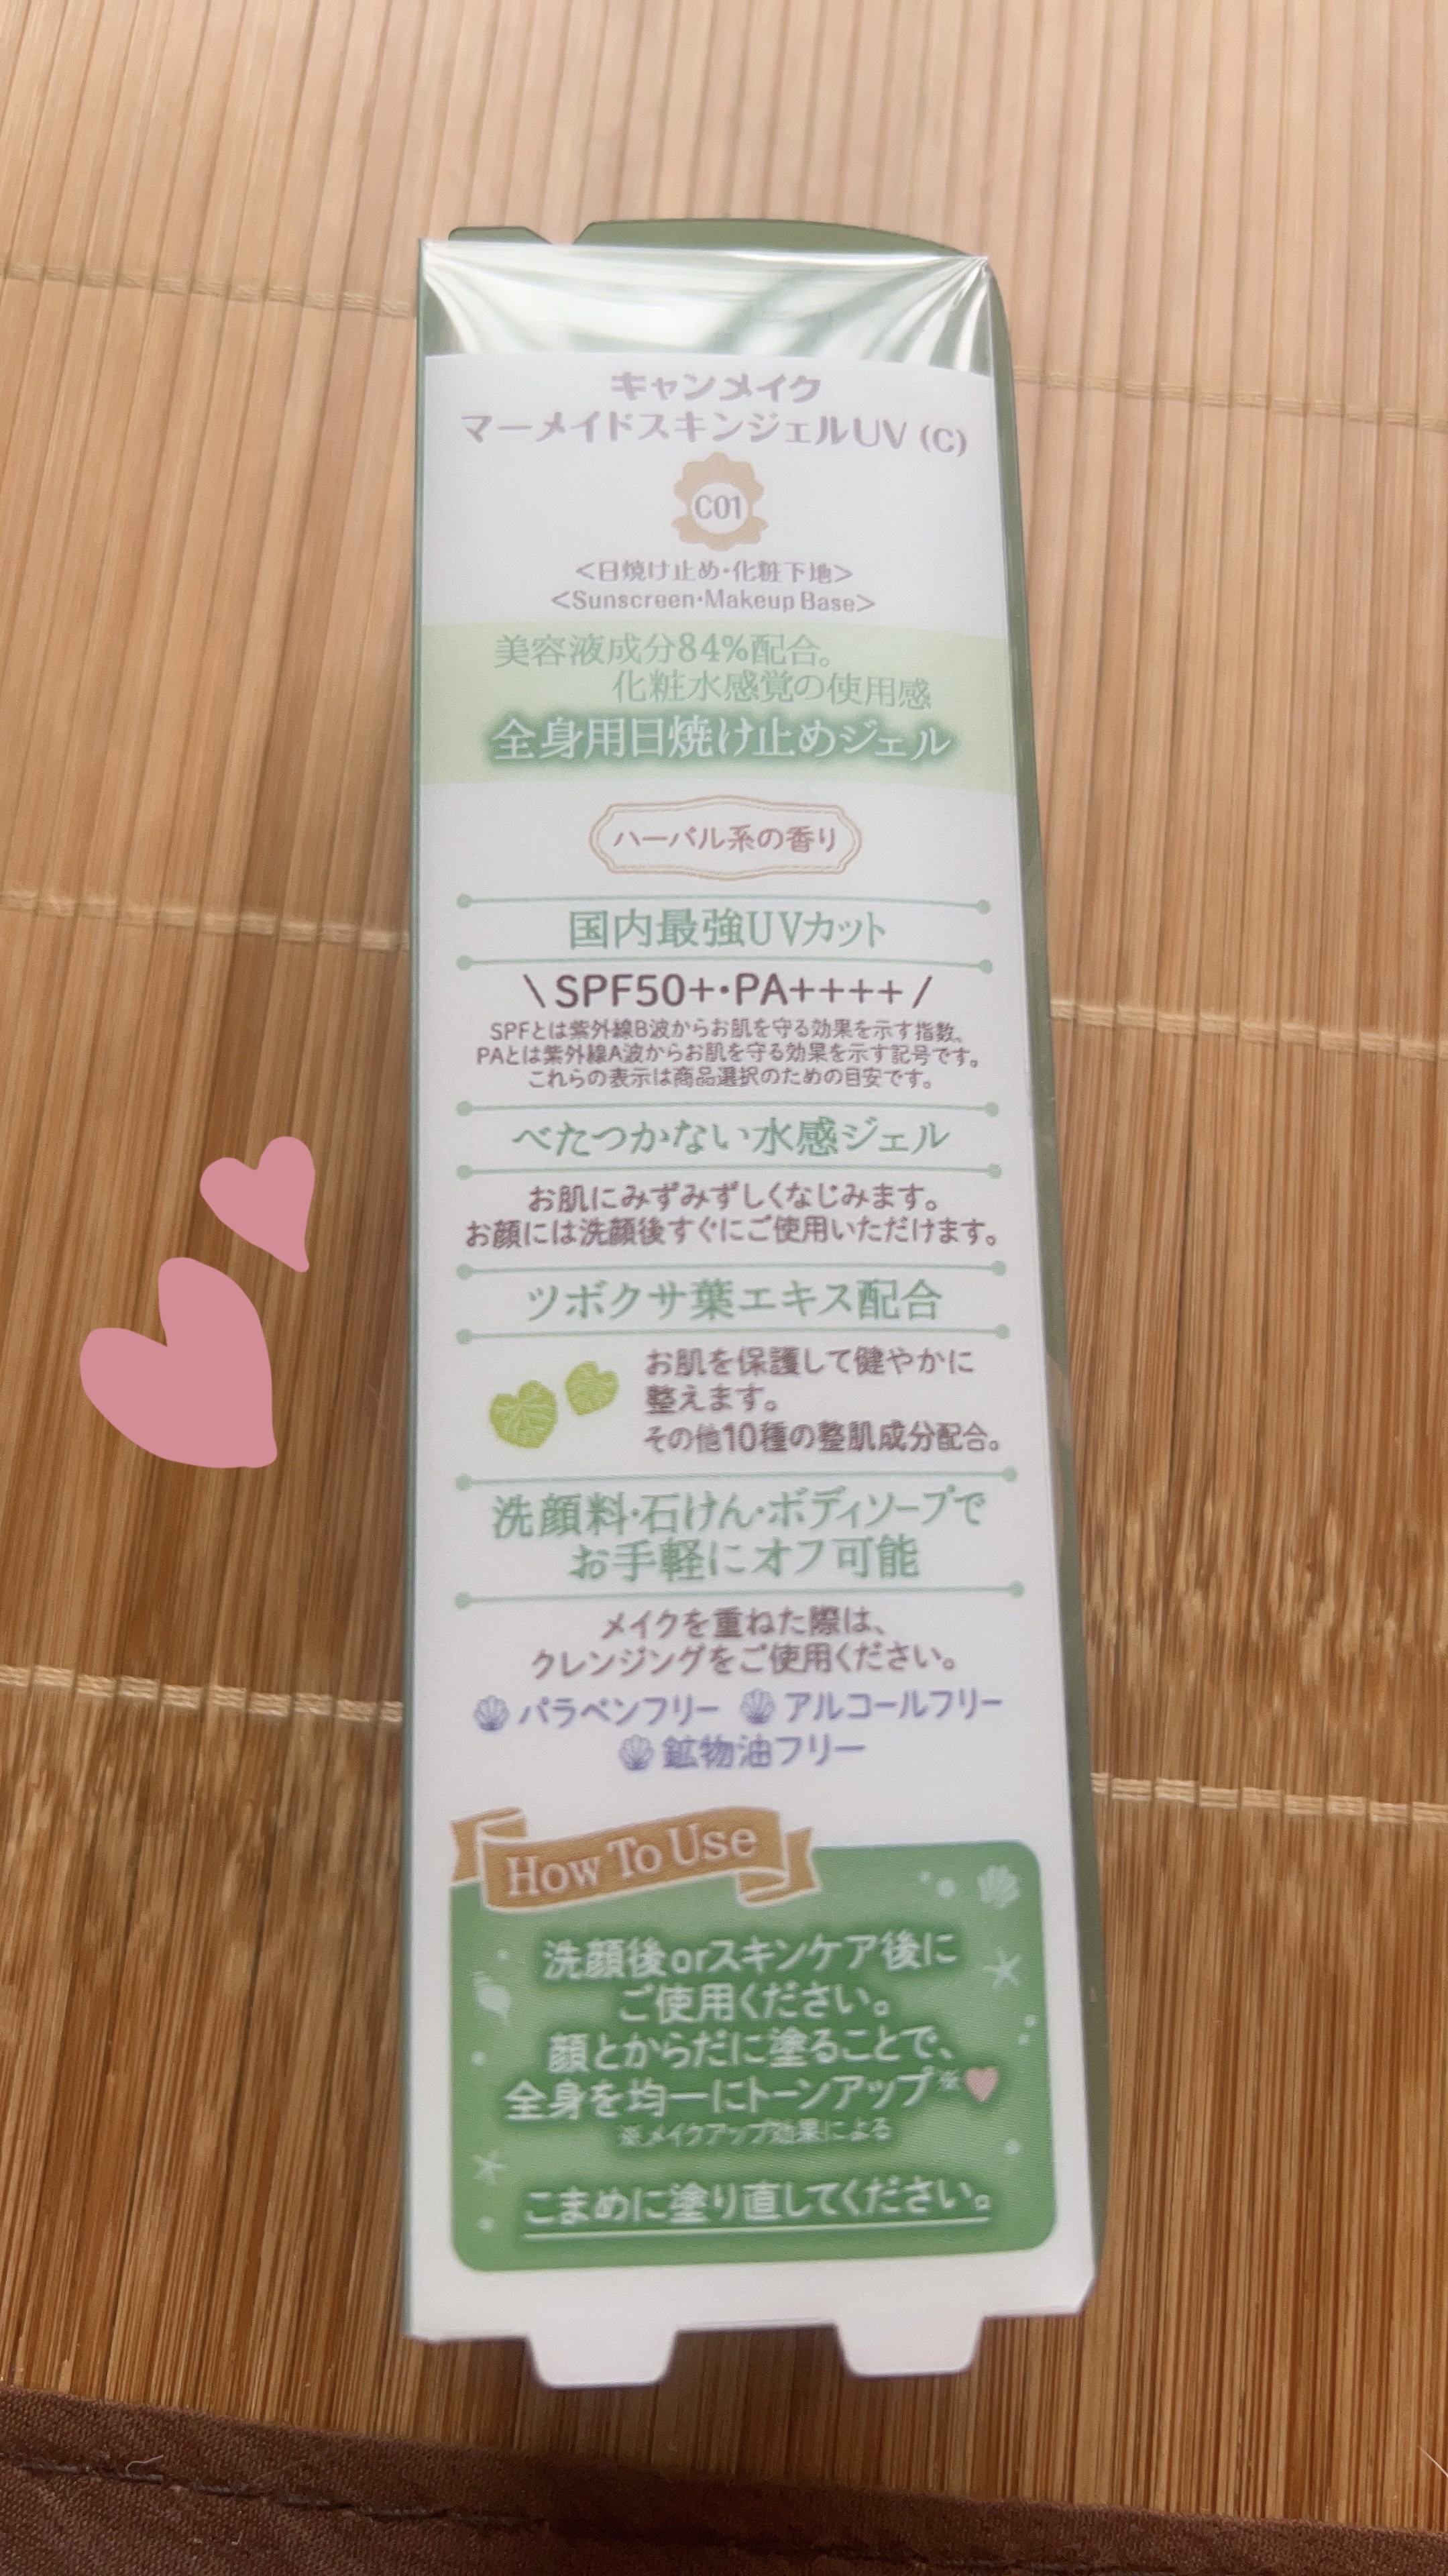 キャンメイク
マーメイドスキンジェルUV (C)
C01
<日焼け止め・化粧下地>
<Sunscreen・Makeup Base>
美容液成分84%配合。
化粧水感覚の使用感
全身用日焼け止めジェル
ハーバル系の香り
国内最強UVカット
\ SPF50+・PA++++ /
SPFとは紫外線B波からお肌を守る効果を示す指数、
PAとは紫外線A波からお肌を守る効果を示す記号です。
これらの表示は商品選択のための目安です。
べたつかない水感ジェル
お肌にみずみずしくなじみます。
お顔には洗顔後すぐにご使用いただけます。
ツボクサ葉エキス配合
お肌を保護して健やかに
整えます。
その他10種の整肌成分配合。
洗顔料・石けん・ボディソープで
お手軽にオフ可能
メイクを重ねた際は、
クレンジングをご使用ください。
パラベンフリー アルコールフリー
鉱物油フリー
How To Use
洗顔後orスキンケア後に
ご使用ください。
顔とからだに塗ることで、
全身を均一にトーンアップ※
※メイクアップ効果による
こまめに塗り直してください。